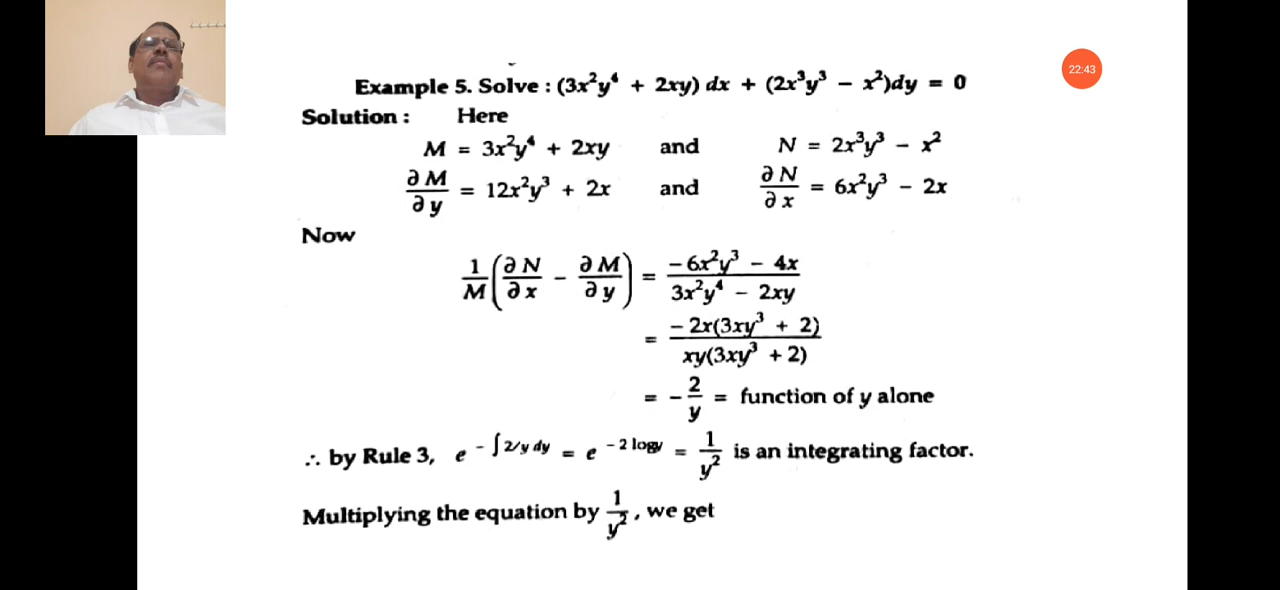 22:43
Example 5. Solve : (3x²y⁴ + 2xy) dx + (2x³y³ − x²)dy = 0
Solution : Here
M = 3x²y⁴ + 2xy and N = 2x³y³ − x²
∂M/∂y = 12x²y³ + 2x and ∂N/∂x = 6x²y³ − 2x
Now
1/M (∂N/∂x − ∂M/∂y) = (−6x²y³ − 4x)/(3x²y⁴ − 2xy)
= −2x(3xy³ + 2)/xy(3xy³ + 2)
= −2/y = function of y alone
∴ by Rule 3, e^(−∫2/y dy) = e^(−2 logy) = 1/y² is an integrating factor.
Multiplying the equation by 1/y², we get